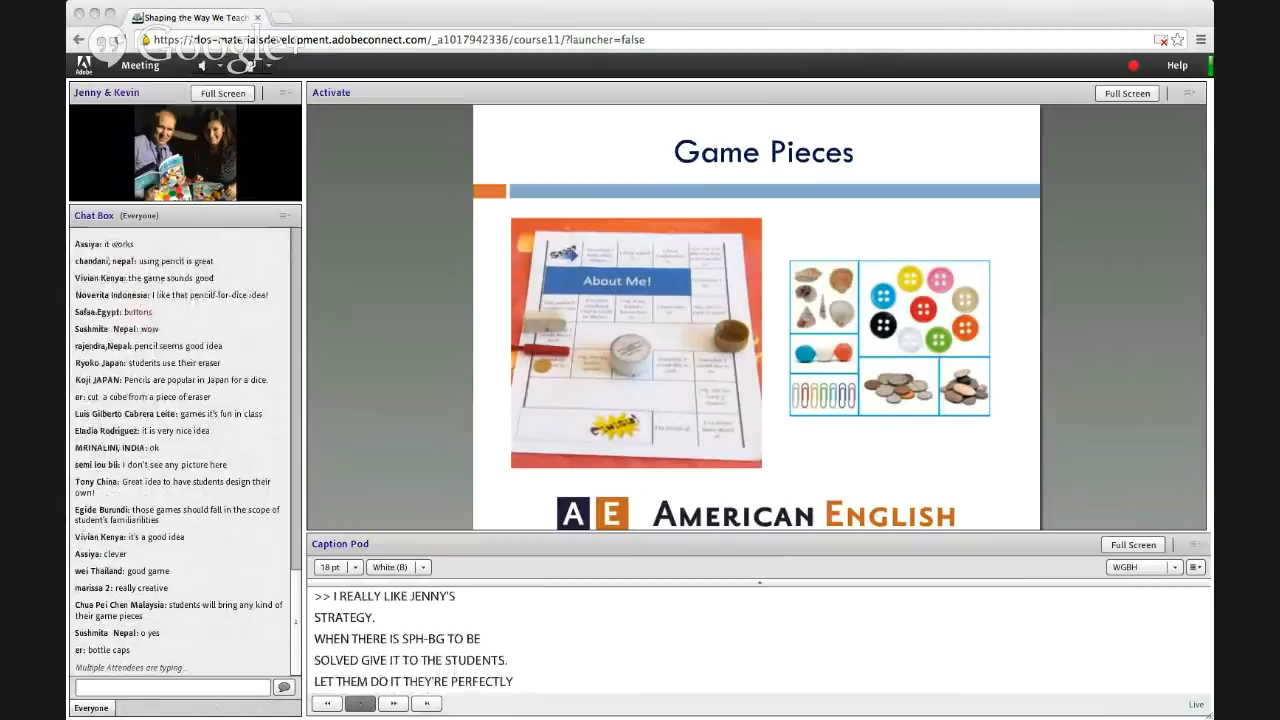 Shaping the Way We Teach
Google+
https://dos-materialsdevelopment.adobeconnect.com/_a1017942336/course11/?launcher=false
Adobe
Meeting
Help
Jenny & Kevin
Full Screen
Chat Box (Everyone)
Assiya: it works
chandani, nepal: using pencil is great
Vivian Kenya: the game sounds good
Noverita Indonesia: I like that pencil-for-dice idea!
Safsa.Egypt: buttons
Sushmita Nepal: wow
rajendra,Nepal: pencil seems good idea
Ryoko Japan: students use their eraser
Koji JAPAN: Pencils are popular in Japan for a dice.
er: cut a cube from a piece of eraser
Luis Gilberto Cabrera Leite: games it's fun in class
Eladia Rodriguez: it is very nice idea
MRINALINI, INDIA: ok
semi lou bli: I don't see any picture here
Tony China: Great idea to have students design their
own!
Egide Burundi: those games should fall in the scope of
student's familiarilities
Vivian Kenya: it's a good idea
Assiya: clever
wei Thailand: good game
marissa 2: really creative
Chua Pei Chen Malaysia: students will bring any kind of
their game pieces
Sushmita Nepal: o yes
er: bottle caps
Multiple Attendees are typing...
Everyone
Activate
Full Screen
Game Pieces
About Me!
A E AMERICAN ENGLISH
Caption Pod
Full Screen
18 pt
White (B)
WGBH
>> I REALLY LIKE JENNY'S
STRATEGY.
WHEN THERE IS SPH-BG TO BE
SOLVED GIVE IT TO THE STUDENTS.
LET THEM DO IT THEY'RE PERFECTLY
Live